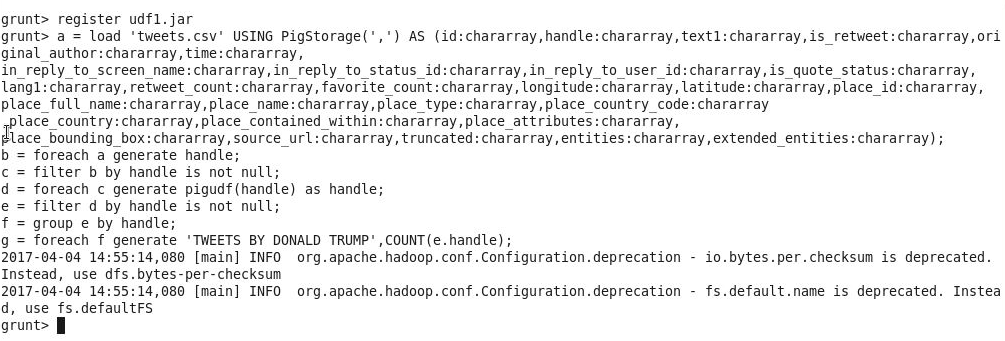 grunt> register udf1.jar
grunt> a = load 'tweets.csv' USING PigStorage(',') AS (id:chararray,handle:chararray,text1:chararray,is_retweet:chararray,ori
ginal_author:chararray,time:chararray,
in_reply_to_screen_name:chararray,in_reply_to_status_id:chararray,in_reply_to_user_id:chararray,is_quote_status:chararray,
lang1:chararray,retweet_count:chararray,favorite_count:chararray,longitude:chararray,latitude:chararray,place_id:chararray,
place_full_name:chararray,place_name:chararray,place_type:chararray,place_country_code:chararray
,place_country:chararray,place_contained_within:chararray,place_attributes:chararray,
place_bounding_box:chararray,source_url:chararray,truncated:chararray,entities:chararray,extended_entities:chararray);
b = foreach a generate handle;
c = filter b by handle is not null;
d = foreach c generate pigudf(handle) as handle;
e = filter d by handle is not null;
f = group e by handle;
g = foreach f generate 'TWEETS BY DONALD TRUMP',COUNT(e.handle);
2017-04-04 14:55:14,080 [main] INFO  org.apache.hadoop.conf.Configuration.deprecation - io.bytes.per.checksum is deprecated.
Instead, use dfs.bytes-per-checksum
2017-04-04 14:55:14,080 [main] INFO  org.apache.hadoop.conf.Configuration.deprecation - fs.default.name is deprecated. Instea
d, use fs.defaultFS
grunt>